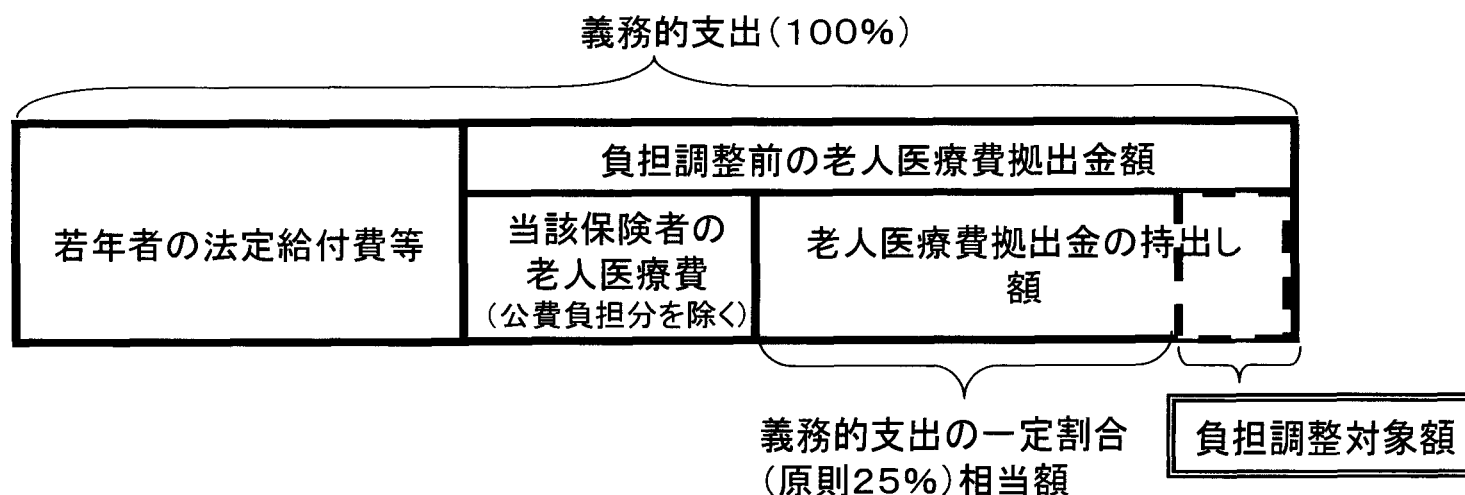 義務的支出(100%)
負担調整前の老人医療費拠出金額
若年者の法定給付費等
当該保険者の
老人医療費
(公費負担分を除く)
老人医療費拠出金の持出し
額
義務的支出の一定割合
(原則25%)相当額
負担調整対象額